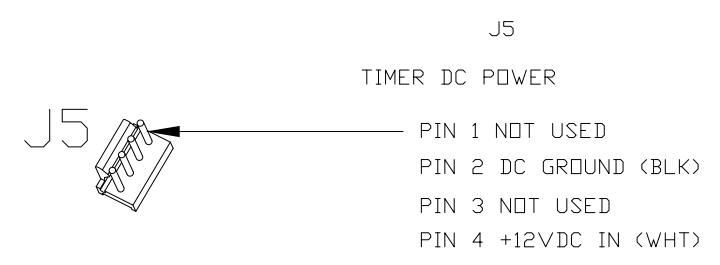 J5
TIMER DC POWER
J5
PIN 1 NOT USED
PIN 2 DC GROUND (BLK)
PIN 3 NOT USED
PIN 4 +12VDC IN (WHT)